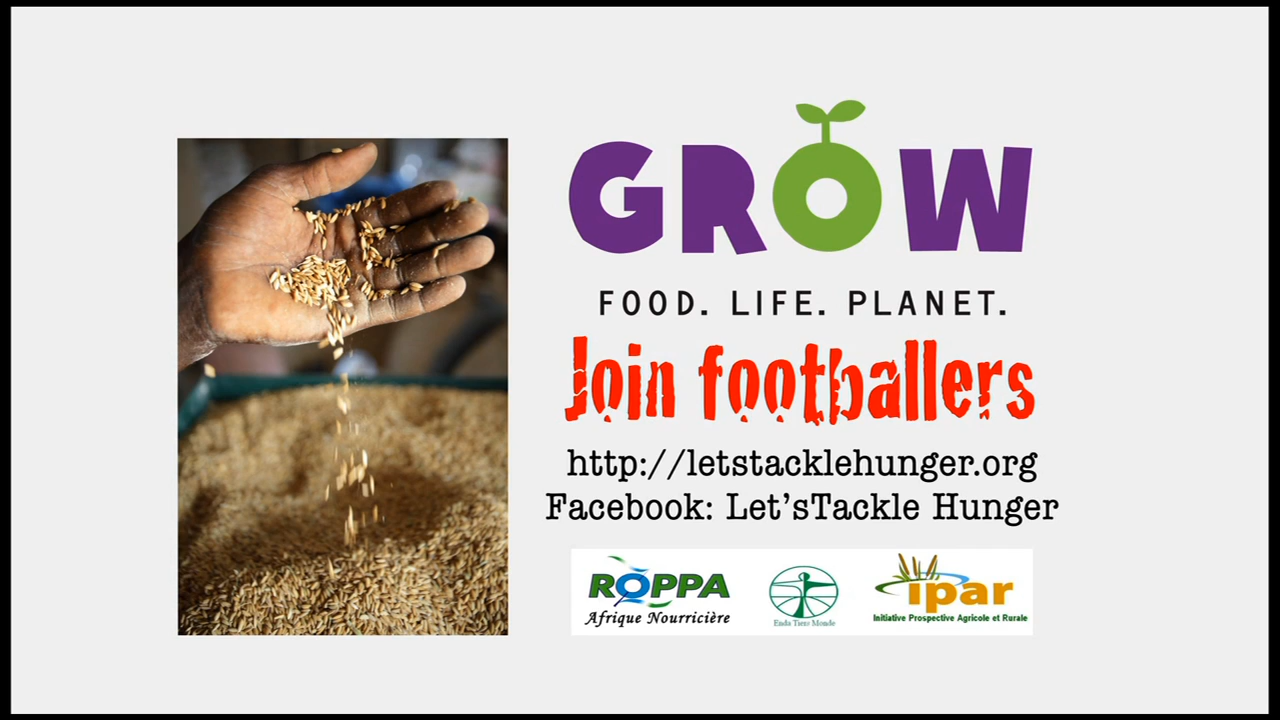 GROW
FOOD. LIFE. PLANET.
Join footballers
http://letstacklehunger.org
Facebook: Let'sTackle Hunger
ROPPA
Afrique Nourricière
Enda Tiers Monde
ipar
Initiative Prospective Agricole et Rurale